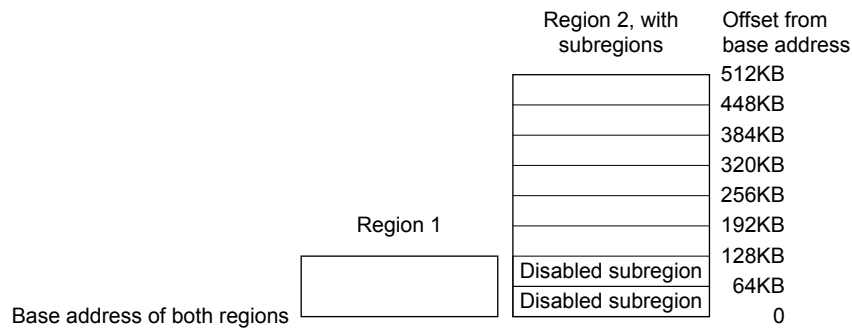 Region 2, with
subregions
Offset from
base address
512KB
448KB
384KB
320KB
256KB
Region 1
192KB
128KB
Disabled subregion
64KB
Disabled subregion
Base address of both regions
0